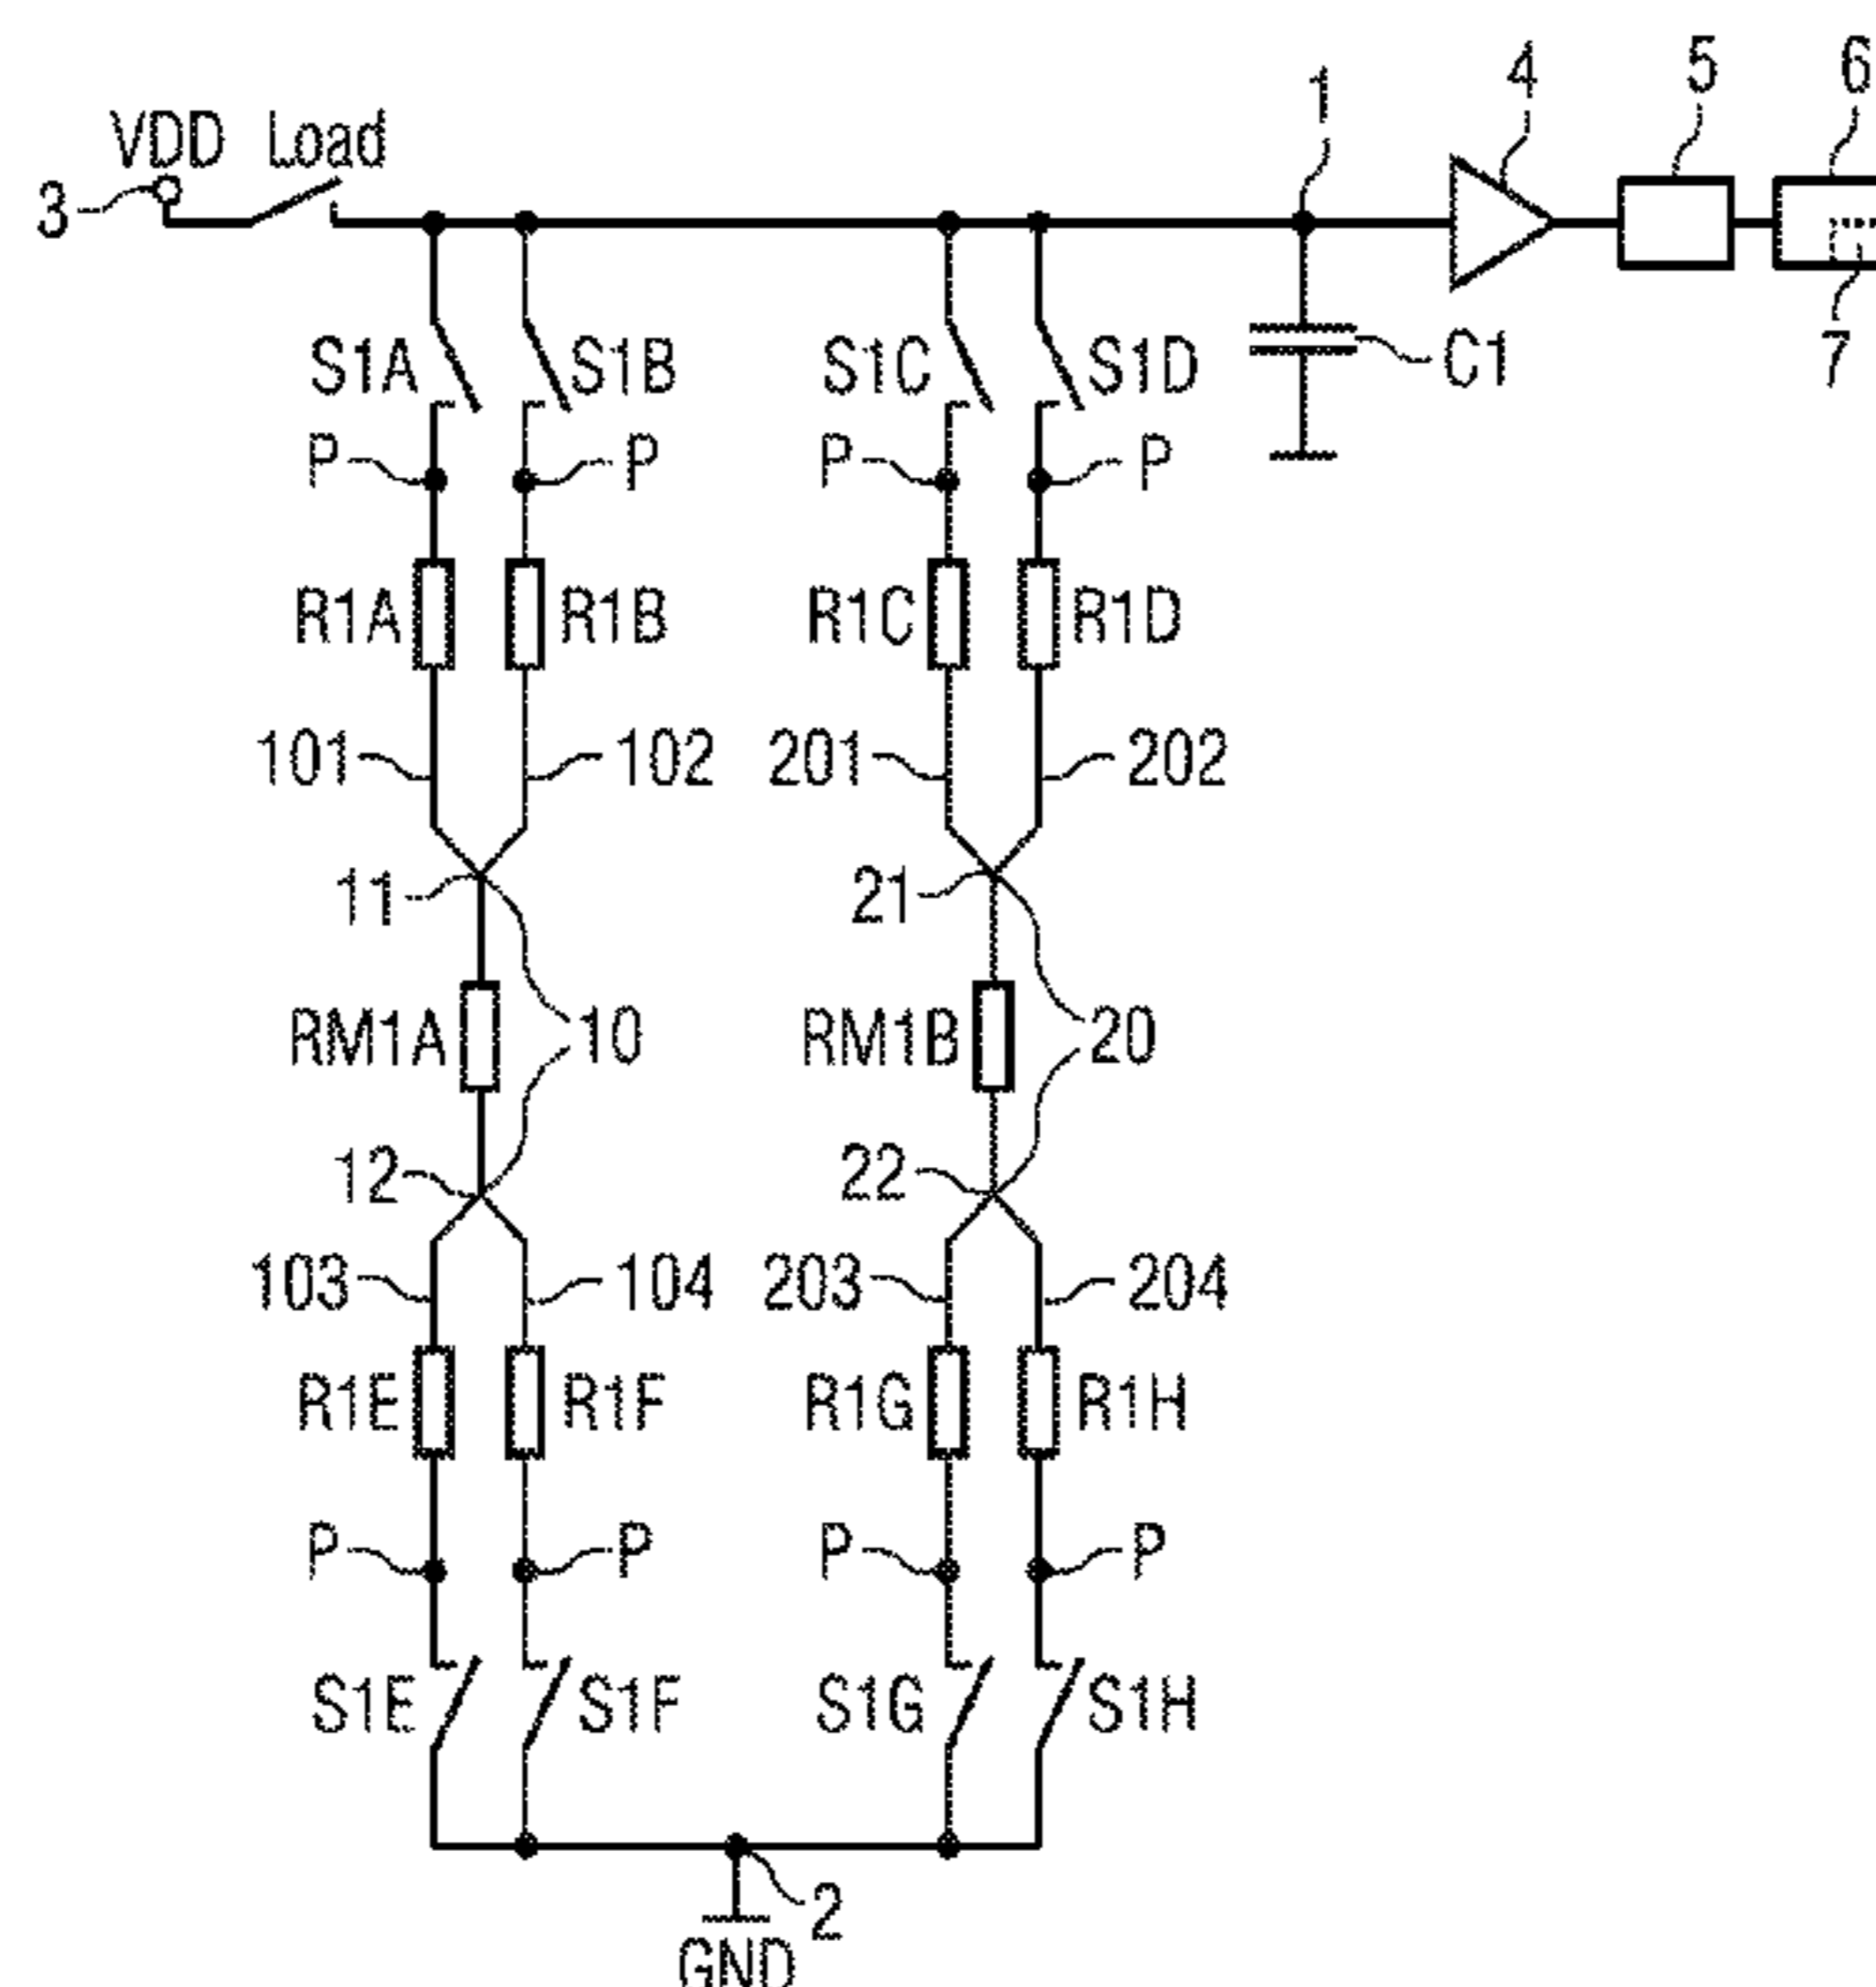 4 5 6
1
VDD Load
3
7
S1A S1B S1C S1D C1
P P P P
R1A R1B R1C R1D
101 102 201 202
11 21
RM1A 10 RM1B 20
12 22
103 104 203 204
R1E R1F R1G R1H
P P P P
S1E S1F S1G S1H
2
GND